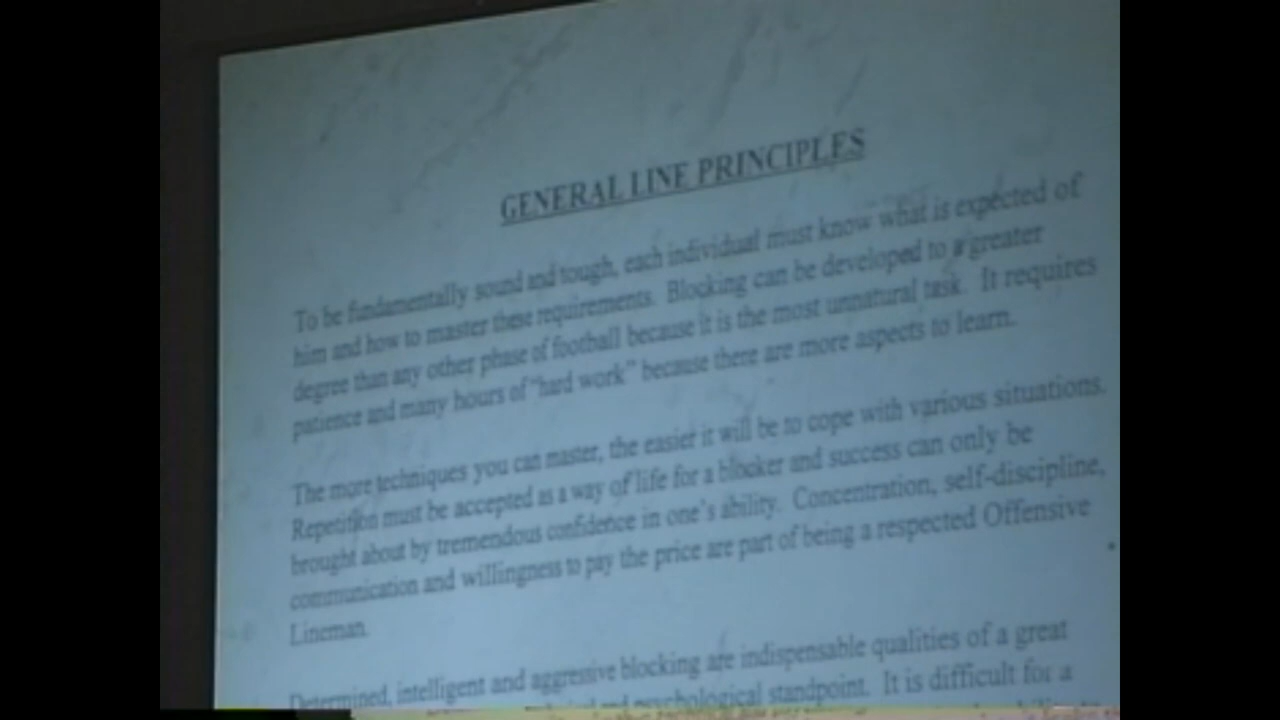 GENERAL LINE PRINCIPLES
To be fundamentally sound and tough, each individual must know what is expected of
him and how to master these requirements. Blocking can be developed to a greater
degree than any other phase of football because it is the most unnatural task. It requires
patience and many hours of "hard work" because there are more aspects to learn.
The more techniques you can master, the easier it will be to cope with various situations.
Repetition must be accepted as a way of life for a blocker and success can only be
brought about by tremendous confidence in one's ability. Concentration, self-discipline,
communication and willingness to pay the price are part of being a respected Offensive
Lineman.
Determined, intelligent and aggressive blocking are indispensable qualities of a great
and psychological standpoint. It is difficult for a